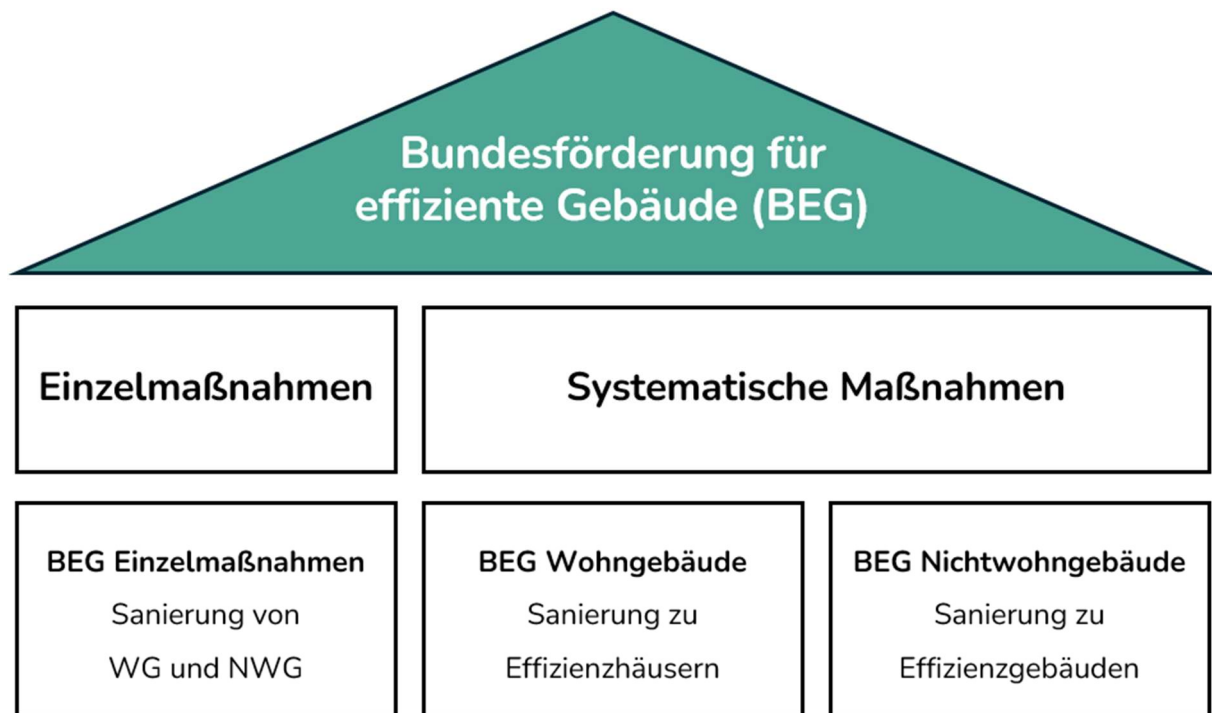 Bundesförderung für
effiziente Gebäude (BEG)
Einzelmaßnahmen
Systematische Maßnahmen
BEG Einzelmaßnahmen
Sanierung von
WG und NWG
BEG Wohngebäude
Sanierung zu
Effizienzhäusern
BEG Nichtwohngebäude
Sanierung zu
Effizienzgebäuden